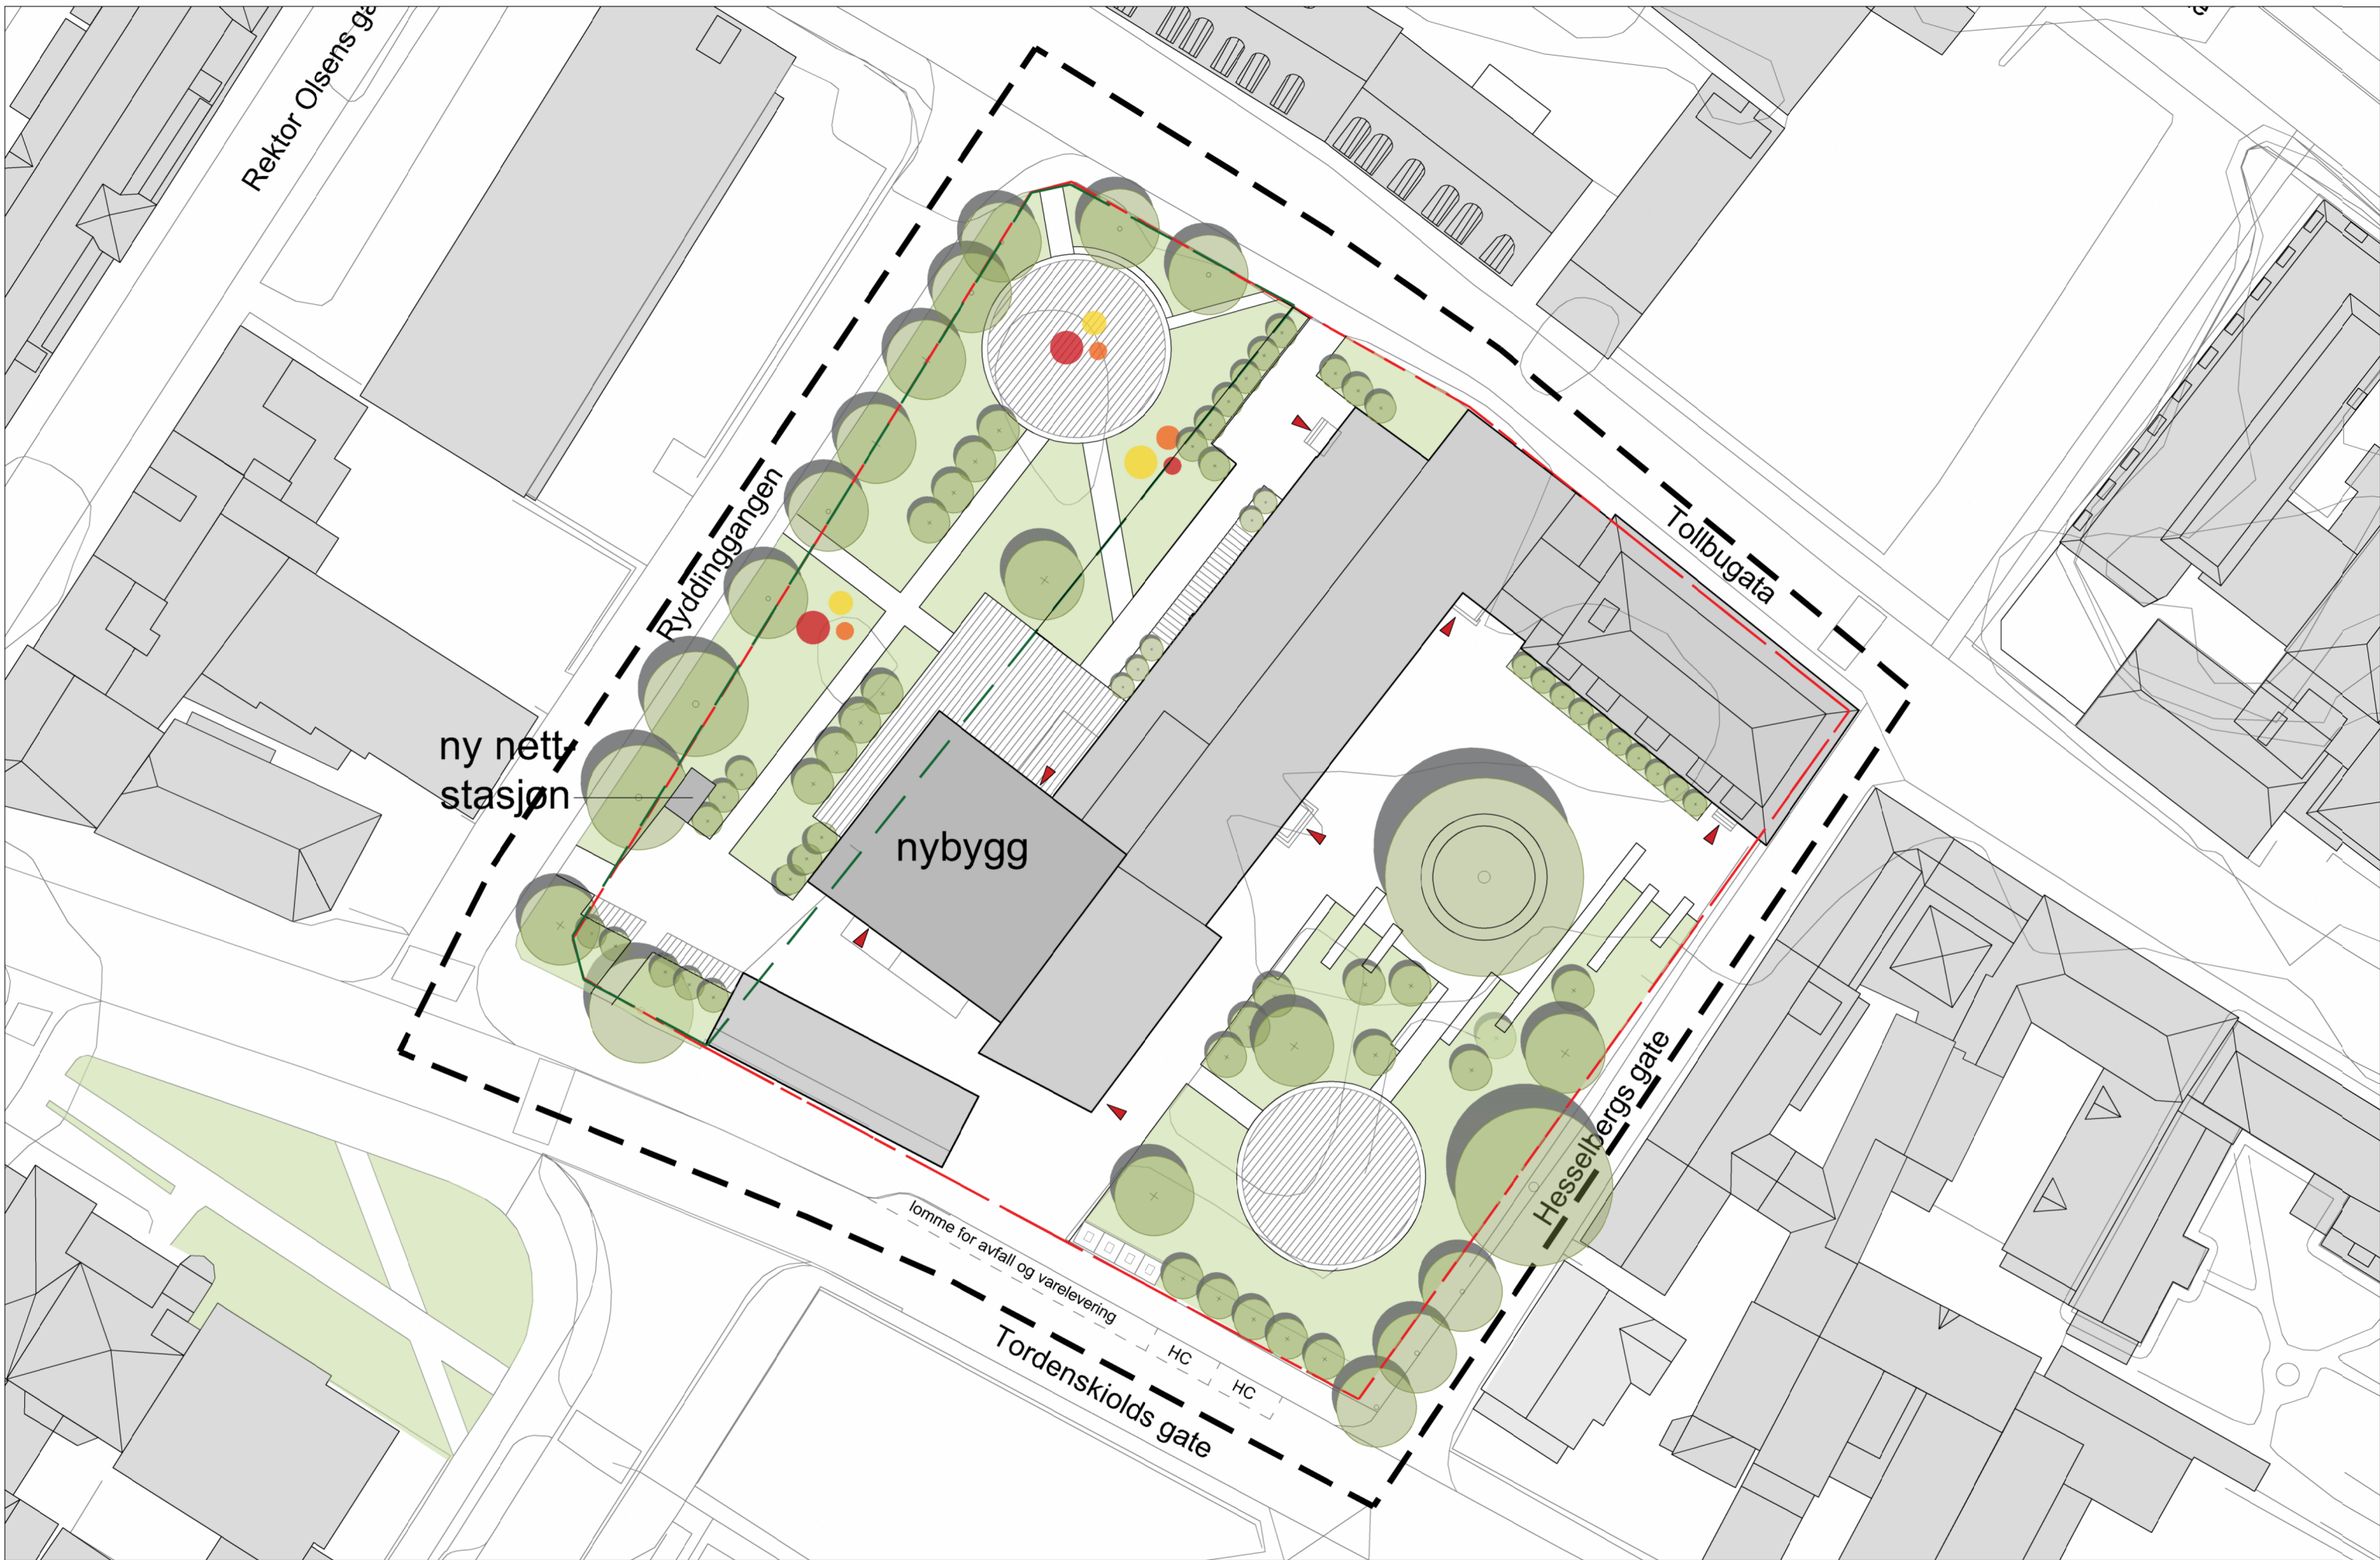 Rektor Olsens ga
Tollbugata
Ryddinggangen
ny nett-
stasjon
nybygg
Hesselbergs gate
lomme for avfall og varelevering
HC
HC
Tordenskiolds gate